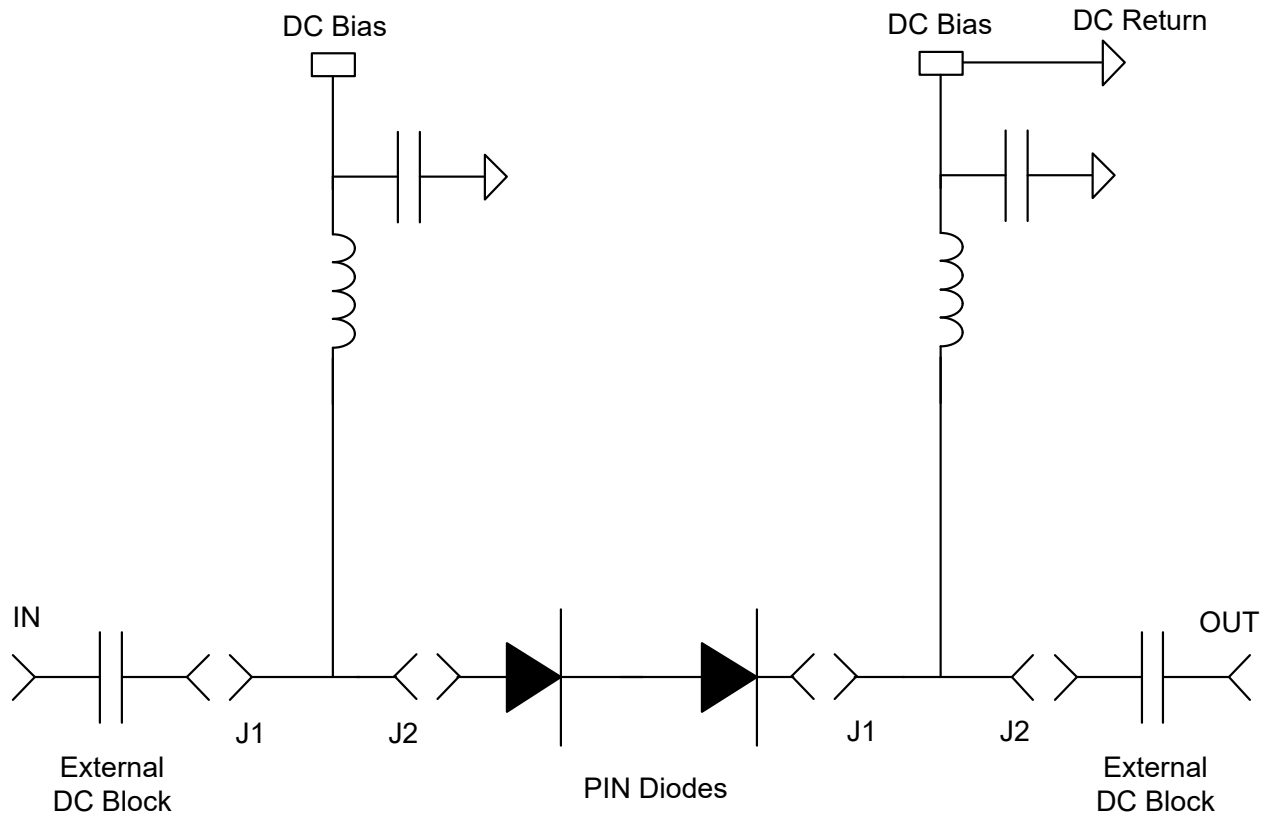 DC Bias
DC Bias
DC Return
IN
OUT
J1
J2
J1
J2
External
DC Block
PIN Diodes
External
DC Block